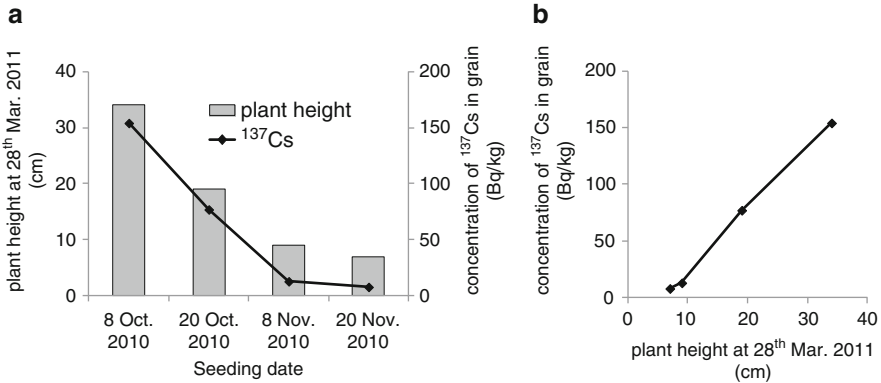 a
plant height at 28th Mar. 2011
(cm)
40
30
20
10
0
plant height
137Cs
200
150
100
50
0
concentration of 137Cs in grain
(Bq/kg)
8 Oct.
2010
20 Oct.
2010
8 Nov.
2010
20 Nov.
2010
Seeding date
b
concentration of 137Cs in grain
(Bq/kg)
200
150
100
50
0
0
10
20
30
40
plant height at 28th Mar. 2011
(cm)